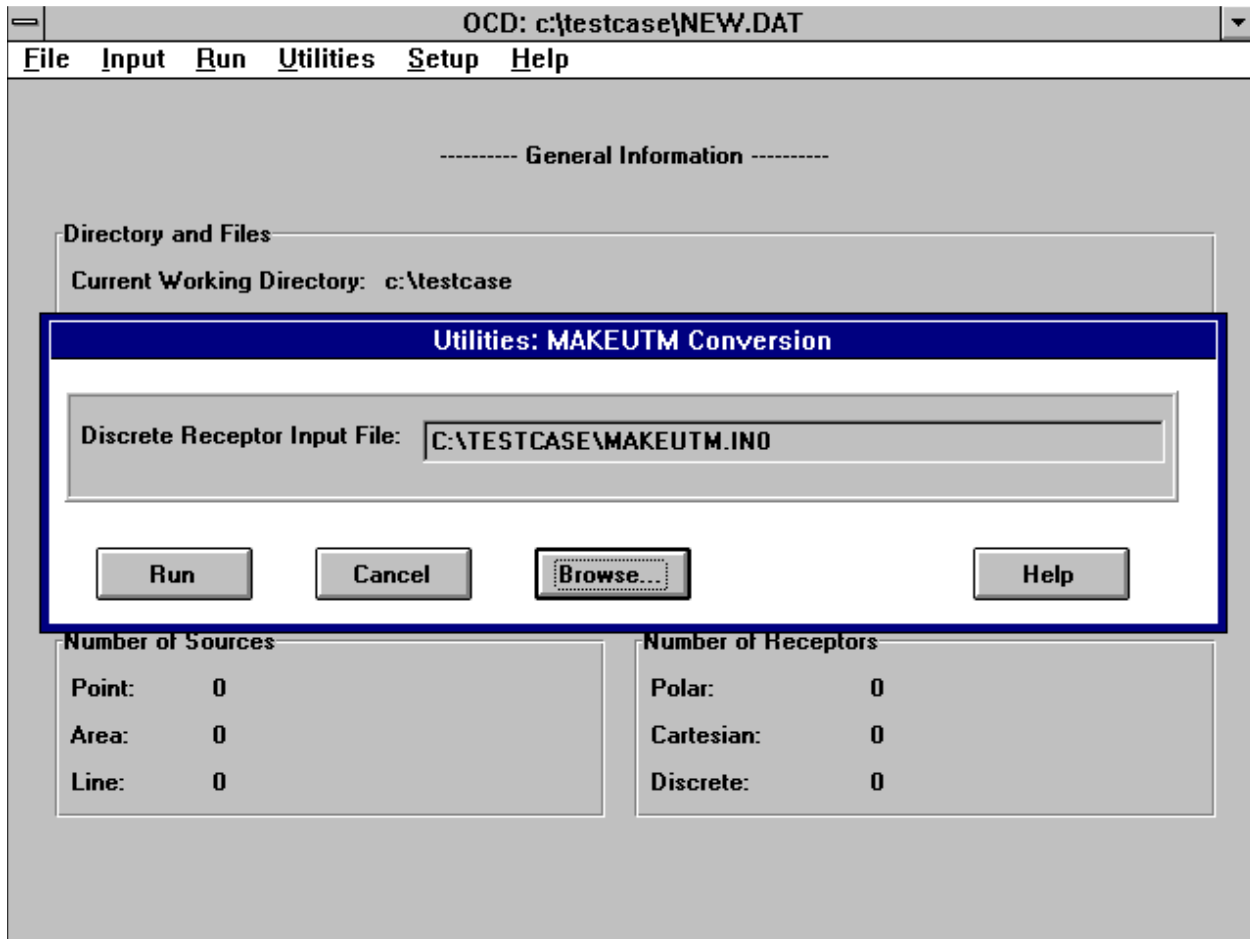 OCD: c:\testcase\NEW.DAT
File Input Run Utilities Setup Help
---------- General Information ----------
Directory and Files
Current Working Directory: c:\testcase
Utilities: MAKEUTM Conversion
Discrete Receptor Input File: C:\TESTCASE\MAKEUTM.IN0
Run Cancel Browse... Help
Number of Sources Number of Receptors
Point: 0 Polar: 0
Area: 0 Cartesian: 0
Line: 0 Discrete: 0